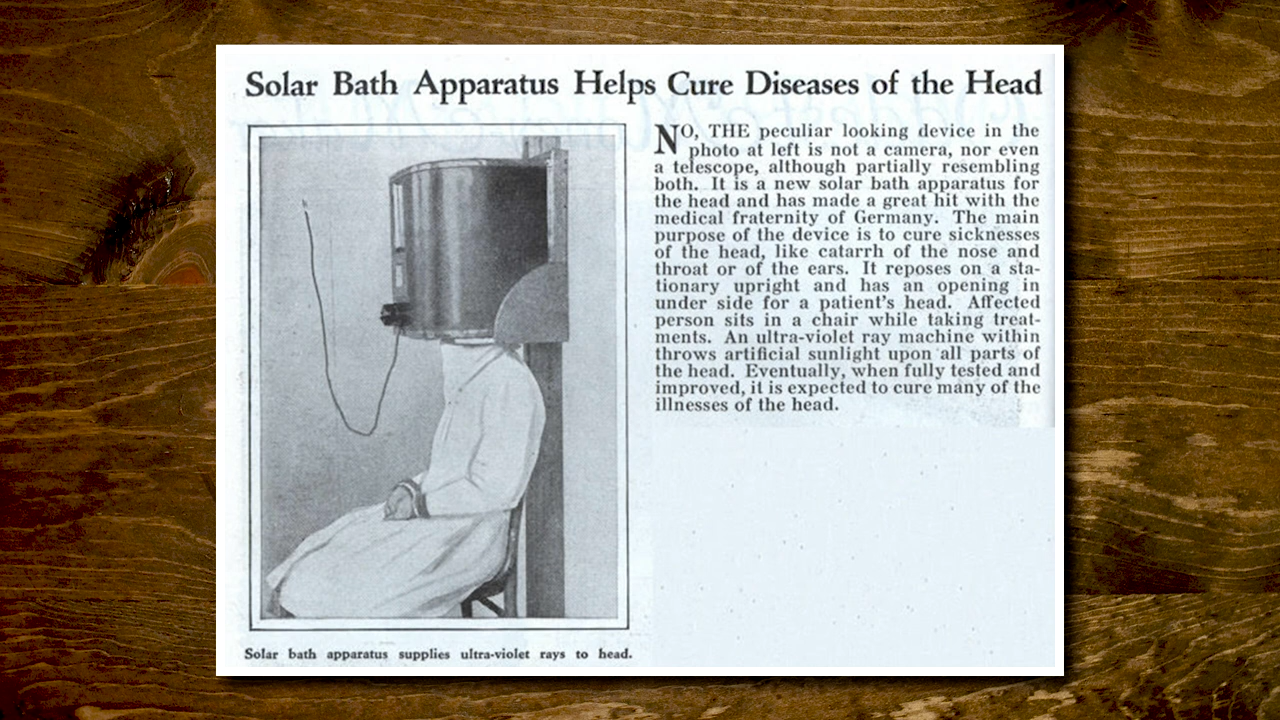 Solar Bath Apparatus Helps Cure Diseases of the Head
NO, THE peculiar looking device in the
photo at left is not a camera, nor even
a telescope, although partially resembling
both. It is a new solar bath apparatus for
the head and has made a great hit with the
medical fraternity of Germany. The main
purpose of the device is to cure sicknesses
of the head, like catarrh of the nose and
throat or of the ears. It reposes on a sta-
tionary upright and has an opening in
under side for a patient's head. Affected
person sits in a chair while taking treat-
ments. An ultra-violet ray machine within
throws artificial sunlight upon all parts of
the head. Eventually, when fully tested and
improved, it is expected to cure many of the
illnesses of the head.
Solar bath apparatus supplies ultra-violet rays to head.